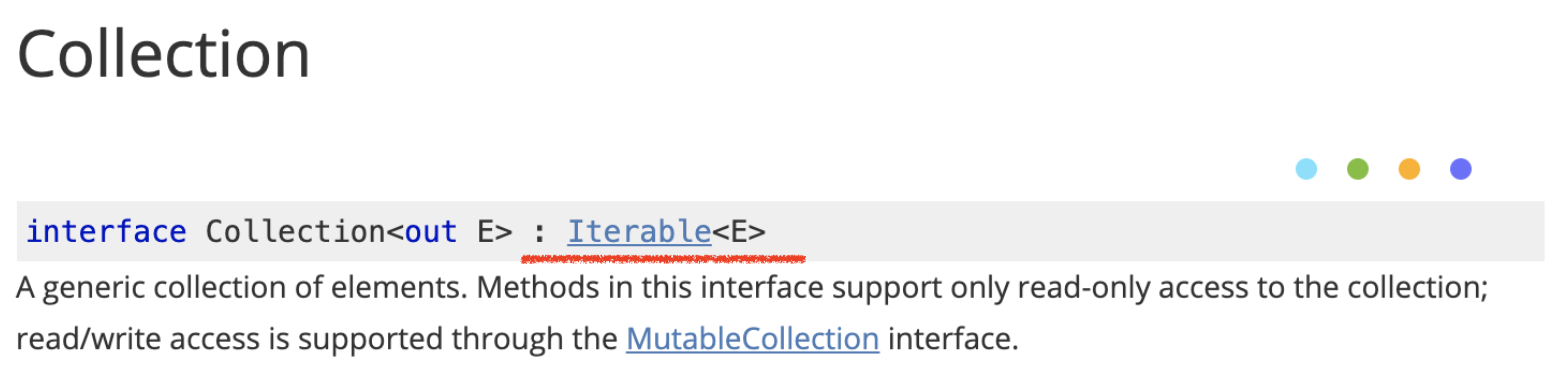 Collection
interface Collection<out E> : Iterable<E>
A generic collection of elements. Methods in this interface support only read-only access to the collection;
read/write access is supported through the MutableCollection interface.